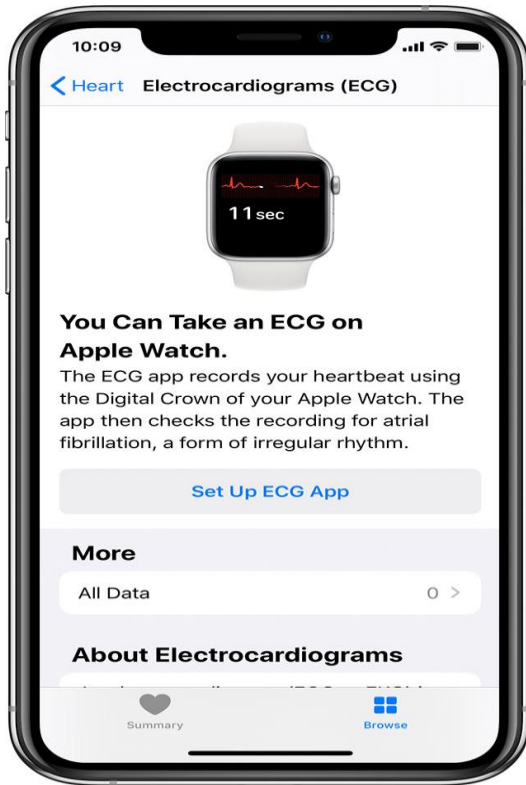 10:09
Heart Electrocardiograms (ECG)
11 sec
You Can Take an ECG on
Apple Watch.
The ECG app records your heartbeat using
the Digital Crown of your Apple Watch. The
app then checks the recording for atrial
fibrillation, a form of irregular rhythm.
Set Up ECG App
More
All Data 0 >
About Electrocardiograms
Summary Browse